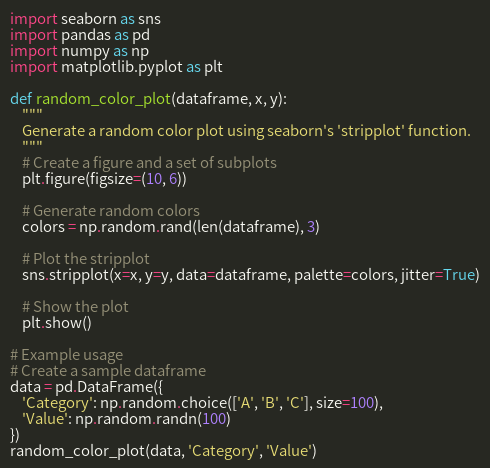 import seaborn as sns
import pandas as pd
import numpy as np
import matplotlib.pyplot as plt

def random_color_plot(dataframe, x, y):
    """
    Generate a random color plot using seaborn's 'stripplot' function.
    """
    # Create a figure and a set of subplots
    plt.figure(figsize=(10, 6))

    # Generate random colors
    colors = np.random.rand(len(dataframe), 3)

    # Plot the stripplot
    sns.stripplot(x=x, y=y, data=dataframe, palette=colors, jitter=True)

    # Show the plot
    plt.show()

# Example usage
# Create a sample dataframe
data = pd.DataFrame({
    'Category': np.random.choice(['A', 'B', 'C'], size=100),
    'Value': np.random.randn(100)
})
random_color_plot(data, 'Category', 'Value')